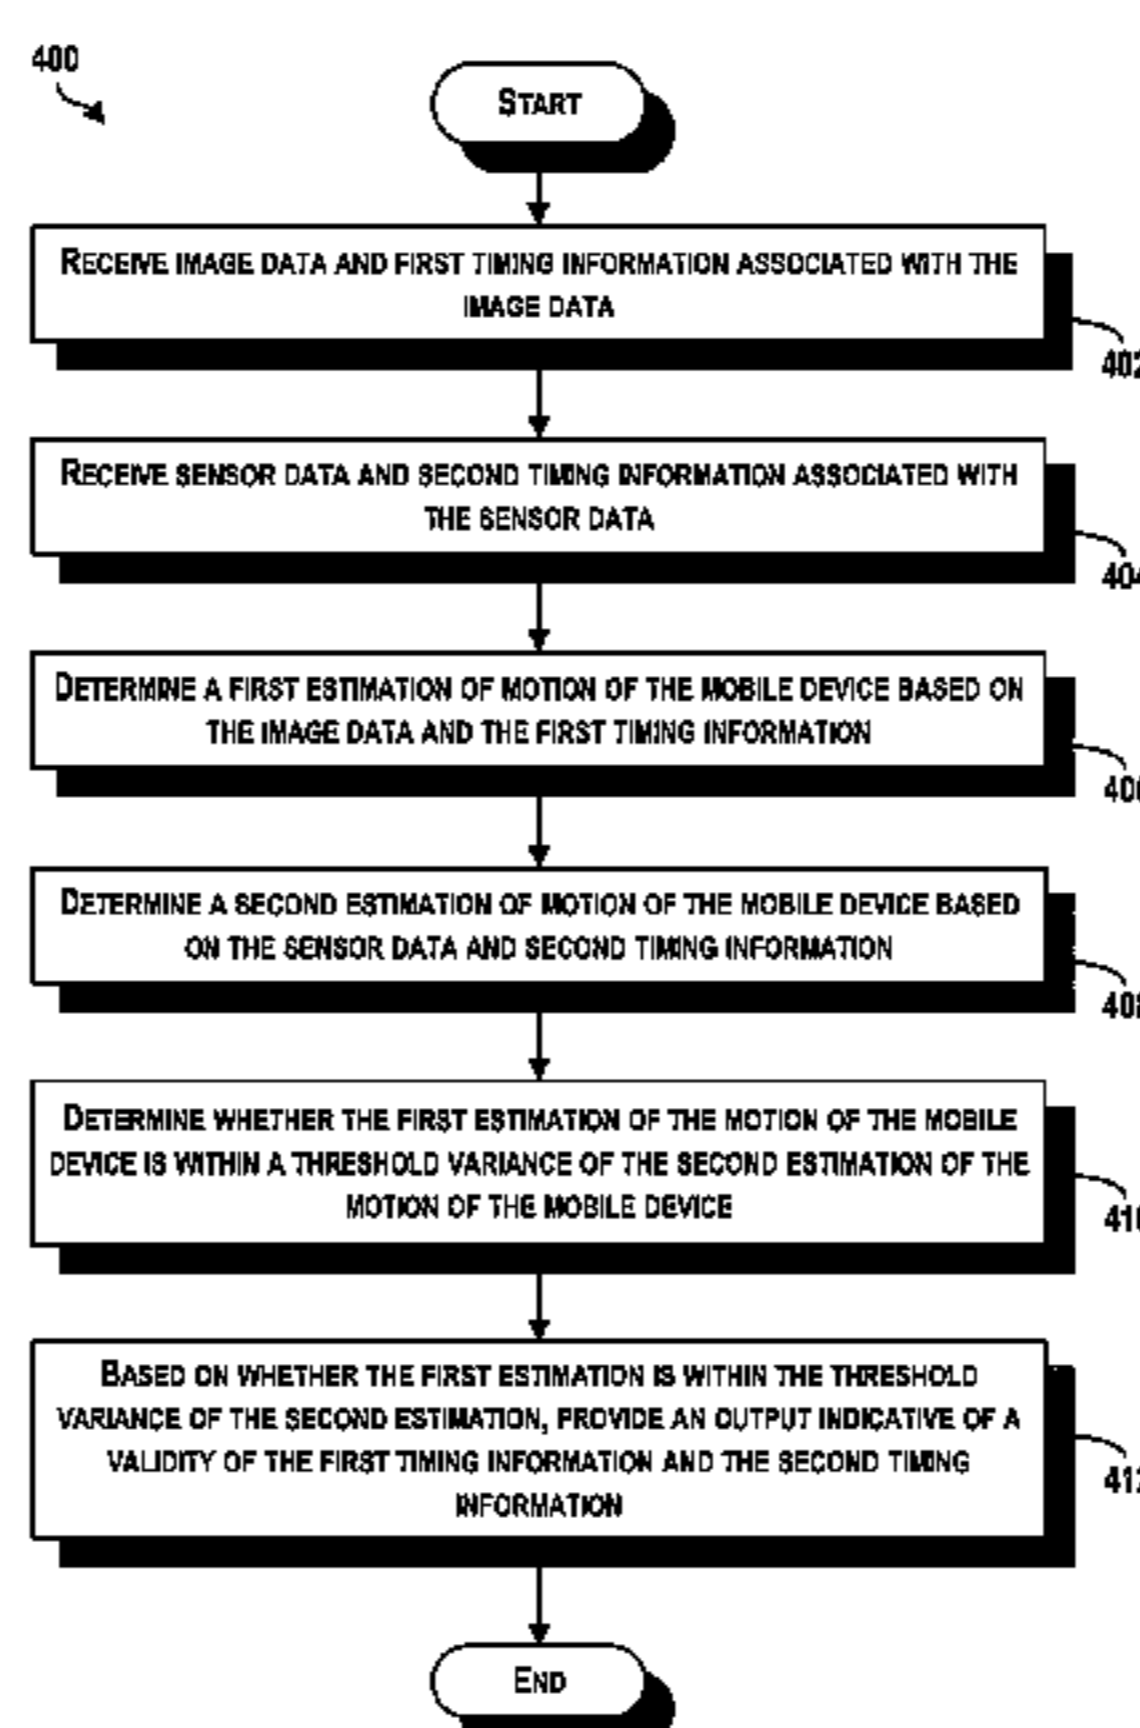 400
START
RECEIVE IMAGE DATA AND FIRST TIMING INFORMATION ASSOCIATED WITH THE
IMAGE DATA
402
RECEIVE SENSOR DATA AND SECOND TIMING INFORMATION ASSOCIATED WITH
THE SENSOR DATA
404
DETERMINE A FIRST ESTIMATION OF MOTION OF THE MOBILE DEVICE BASED ON
THE IMAGE DATA AND THE FIRST TIMING INFORMATION
406
DETERMINE A SECOND ESTIMATION OF MOTION OF THE MOBILE DEVICE BASED
ON THE SENSOR DATA AND SECOND TIMING INFORMATION
408
DETERMINE WHETHER THE FIRST ESTIMATION OF THE MOTION OF THE MOBILE
DEVICE IS WITHIN A THRESHOLD VARIANCE OF THE SECOND ESTIMATION OF THE
MOTION OF THE MOBILE DEVICE
410
BASED ON WHETHER THE FIRST ESTIMATION IS WITHIN THE THRESHOLD
VARIANCE OF THE SECOND ESTIMATION, PROVIDE AN OUTPUT INDICATIVE OF A
VALIDITY OF THE FIRST TIMING INFORMATION AND THE SECOND TIMING
INFORMATION
412
END